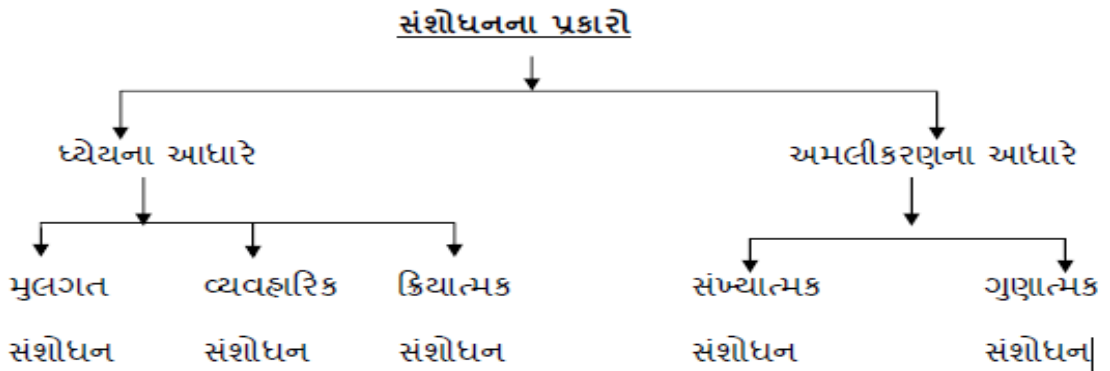 સંશોધનના પ્રકારો
ધ્યેયના આધારે અમલીકરણના આધારે
મુલગત વ્યવહારિક ક્રિયાત્મક સંખ્યાત્મક ગુણાત્મક
સંશોધન સંશોધન સંશોધન સંશોધન સંશોધન